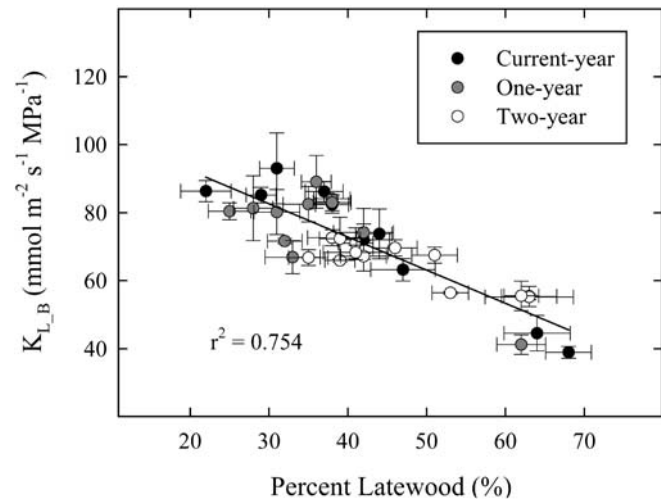 140
120
100
80
60
40
K_L_B (mmol m⁻² s⁻¹ MPa⁻¹)
Current-year
One-year
Two-year
r² = 0.754
20 30 40 50 60 70
Percent Latewood (%)